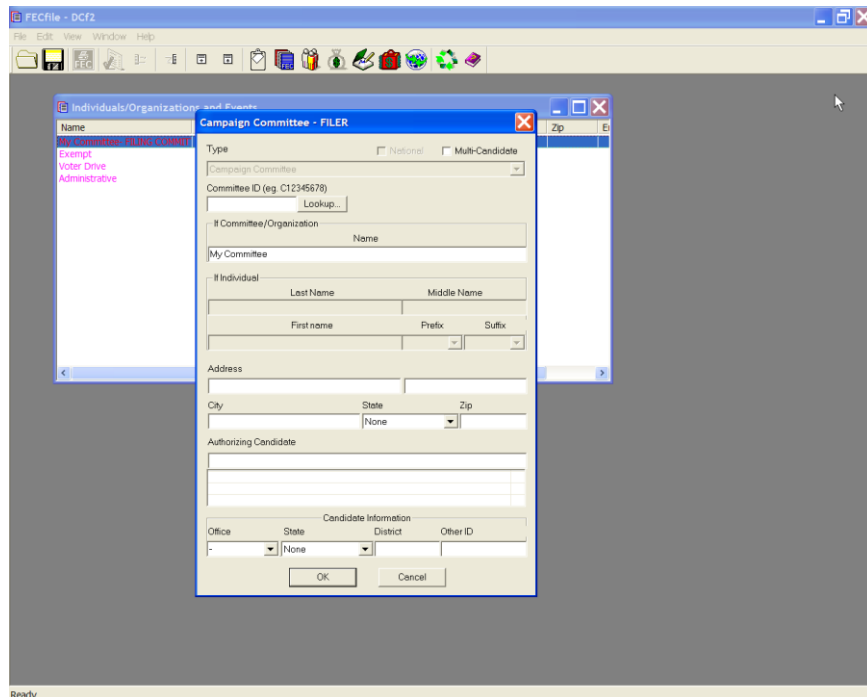 FECfile - DCf2
File Edit View Window Help
FEC
Individuals/Organizations and Events
Name Zip
My Committee- FILING COMMIT
Exempt
Voter Drive
Administrative
Campaign Committee - FILER
Type National Multi-Candidate
Campaign Committee
Committee ID (eg. C12345678)
Lookup...
If Committee/Organization
Name
My Committee
If Individual
Last Name Middle Name
First name Prefix Suffix
Address
City State Zip
None
Authorizing Candidate
Candidate Information
Office State District Other ID
- None
OK Cancel
Ready